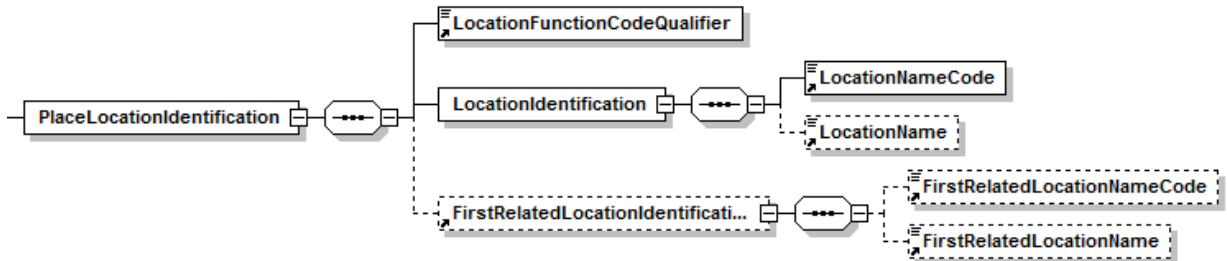 LocationFunctionCodeQualifier
LocationNameCode
PlaceLocationIdentification
LocationIdentification
LocationName
FirstRelatedLocationNameCode
FirstRelatedLocationIdentificati...
FirstRelatedLocationName